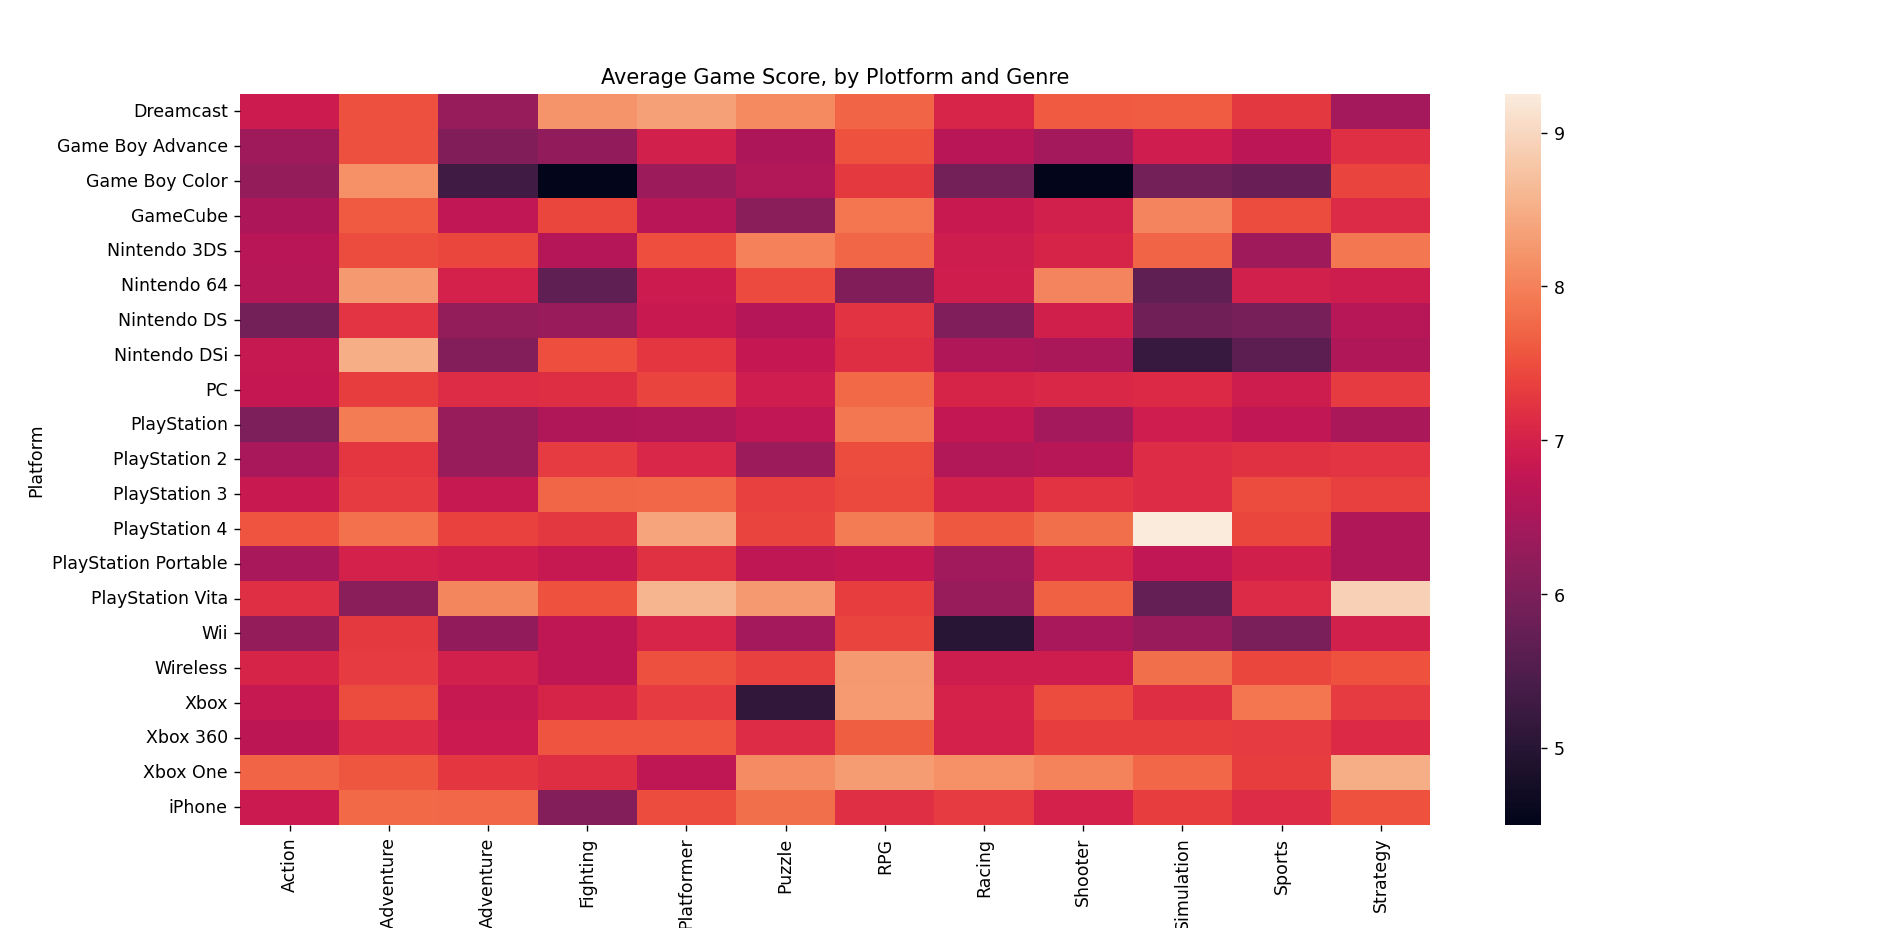 Average Game Score, by Plotform and Genre
Platform
Dreamcast
Game Boy Advance
Game Boy Color
GameCube
Nintendo 3DS
Nintendo 64
Nintendo DS
Nintendo DSi
PC
PlayStation
PlayStation 2
PlayStation 3
PlayStation 4
PlayStation Portable
PlayStation Vita
Wii
Wireless
Xbox
Xbox 360
Xbox One
iPhone
Action
Adventure
Adventure
Fighting
Platformer
Puzzle
RPG
Racing
Shooter
Simulation
Sports
Strategy
9
8
7
6
5